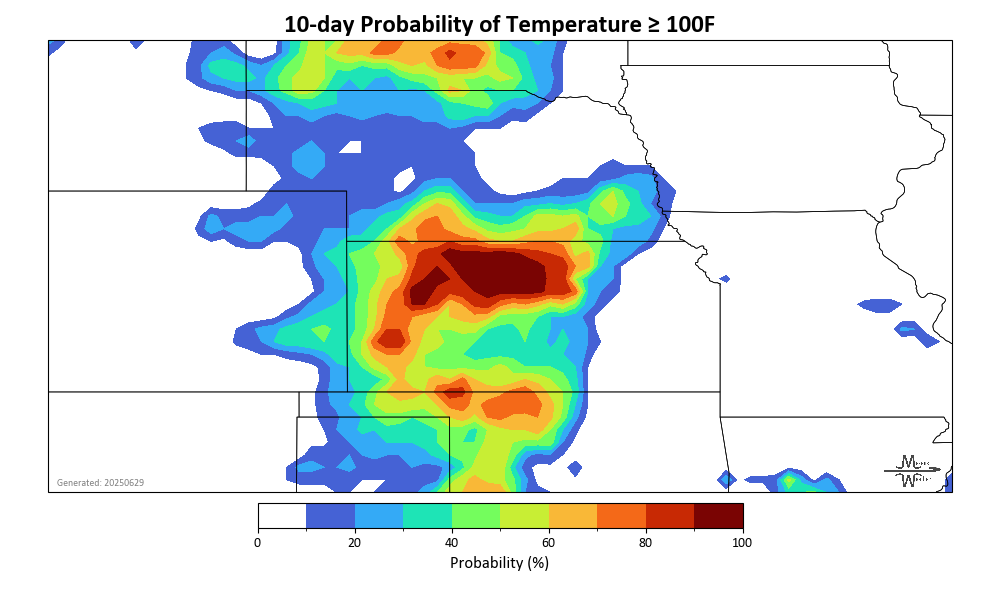 10-day Probability of Temperature ≥ 100F
Generated: 20250629
0 20 40 60 80 100
Probability (%)